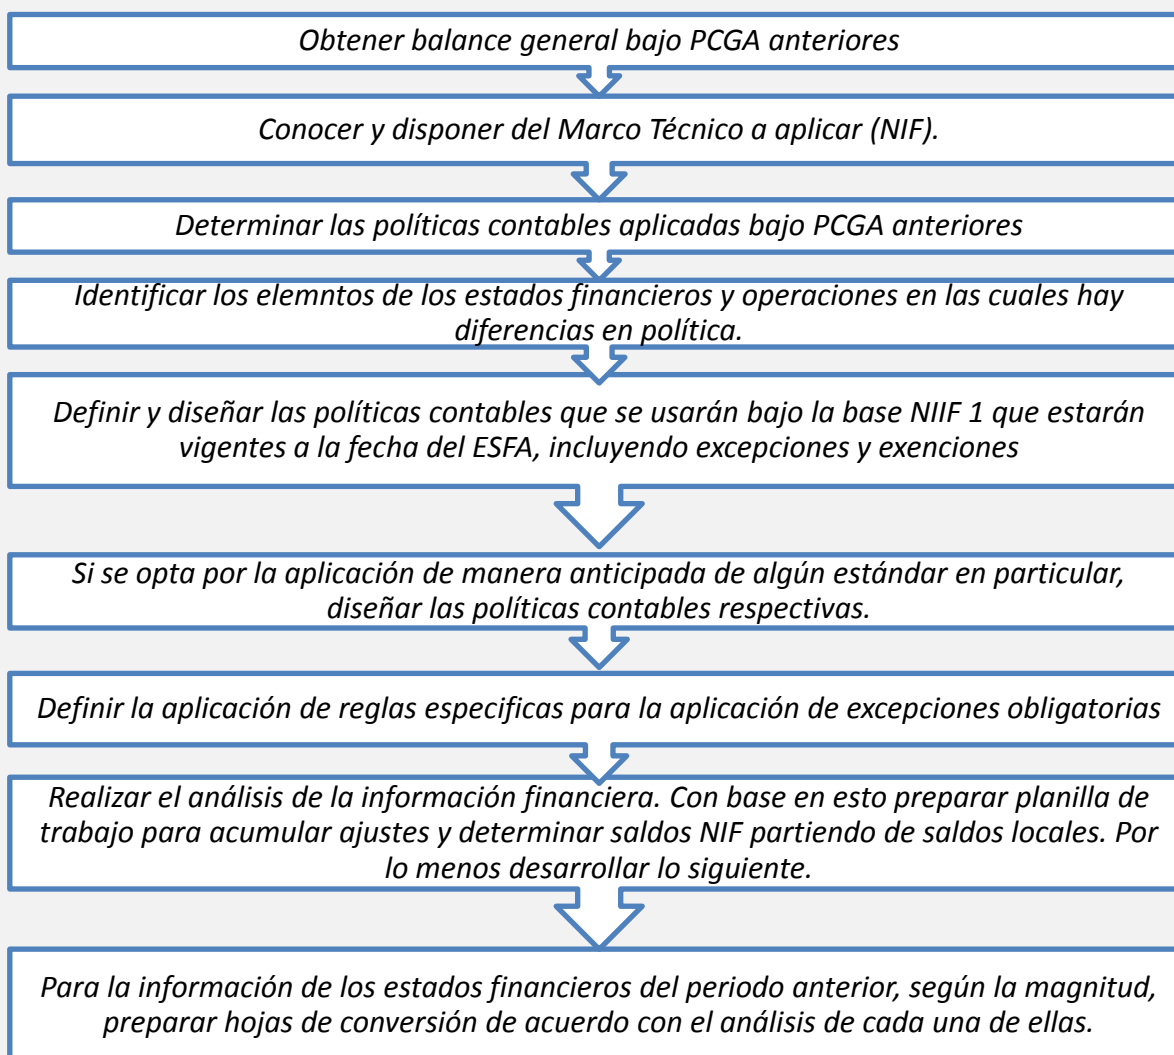 Obtener balance general bajo PCGA anteriores
Conocer y disponer del Marco Técnico a aplicar (NIF).
Determinar las políticas contables aplicadas bajo PCGA anteriores
Identificar los elemntos de los estados financieros y operaciones en las cuales hay
diferencias en política.
Definir y diseñar las políticas contables que se usarán bajo la base NIIF 1 que estarán
vigentes a la fecha del ESFA, incluyendo excepciones y exenciones
Si se opta por la aplicación de manera anticipada de algún estándar en particular,
diseñar las políticas contables respectivas.
Definir la aplicación de reglas especificas para la aplicación de excepciones obligatorias
Realizar el análisis de la información financiera. Con base en esto preparar planilla de
trabajo para acumular ajustes y determinar saldos NIF partiendo de saldos locales. Por
lo menos desarrollar lo siguiente.
Para la información de los estados financieros del periodo anterior, según la magnitud,
preparar hojas de conversión de acuerdo con el análisis de cada una de ellas.